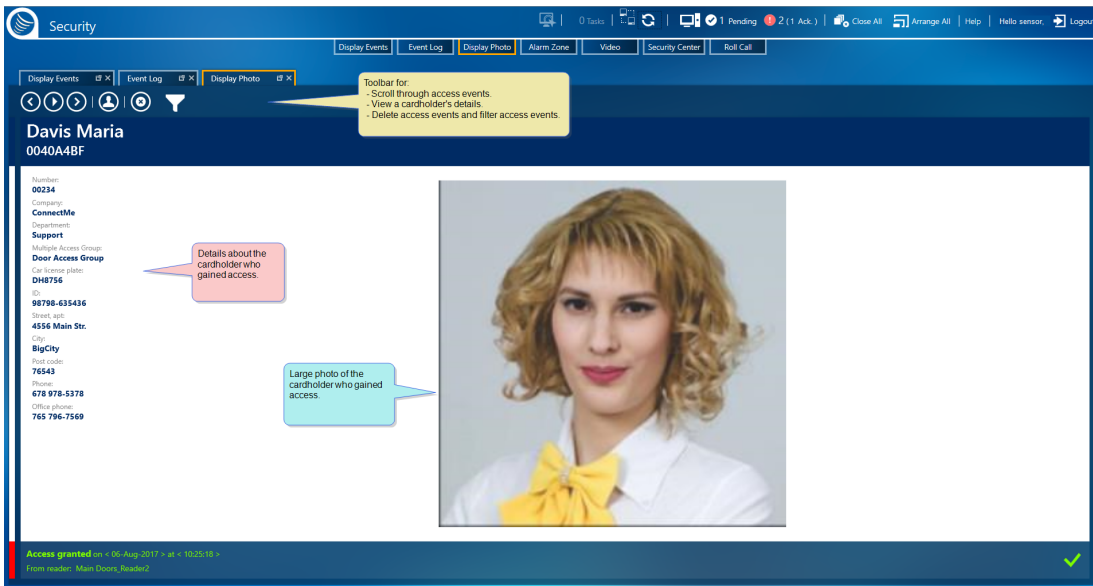 Security
0 Tasks
1 Pending
2 (1 Ack.)
Close All
Arrange All
Help
Hello sensor,
Logout
Display Events
Event Log
Display Photo
Alarm Zone
Video
Security Center
Roll Call
Display Events
Event Log
Display Photo
Toolbar for:
- Scroll through access events.
- View a cardholder's details.
- Delete access events and filter access events.
Davis Maria
0040A4BF
Number:
00234
Company:
ConnectMe
Department:
Support
Multiple Access Group:
Door Access Group
Car license plate:
DH8756
ID:
98798-635436
Street, apt:
4556 Main Str.
City:
BigCity
Post code:
76543
Phone:
678 978-5378
Office phone:
765 796-7569
Details about the
cardholder who
gained access.
Large photo of the
cardholder who gained
access.
Access granted on < 06-Aug-2017 > at < 10:25:18 >
From reader: Main Doors_Reader2